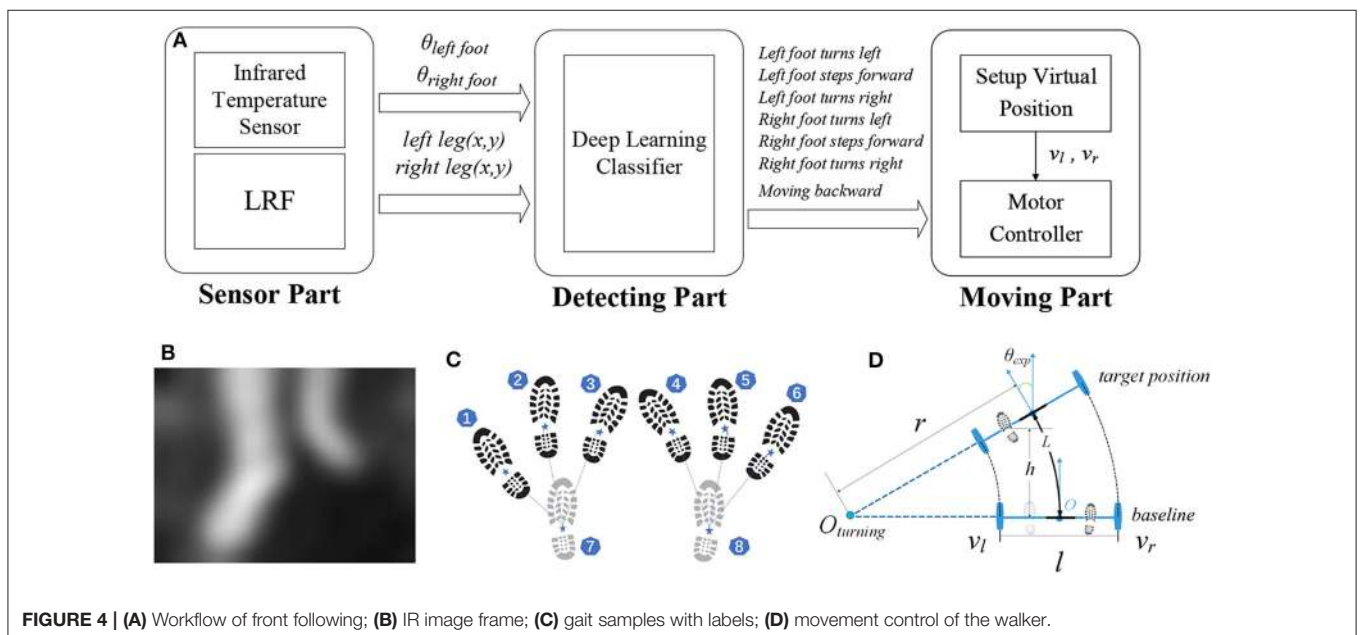 A
Infrared
Temperature
Sensor
LRF
Sensor Part
θleft foot
θright foot
left leg(x,y)
right leg(x,y)
Deep Learning
Classifier
Detecting Part
Left foot turns left
Left foot steps forward
Left foot turns right
Right foot turns left
Right foot steps forward
Right foot turns right
Moving backward
Setup Virtual
Position
vl , vr
Motor
Controller
Moving Part
B
C
1
2
3
4
5
6
7
8
D
θexp
target position
r
L
h
O
Oturning
baseline
vl
l
vr
FIGURE 4 | (A) Workflow of front following; (B) IR image frame; (C) gait samples with labels; (D) movement control of the walker.